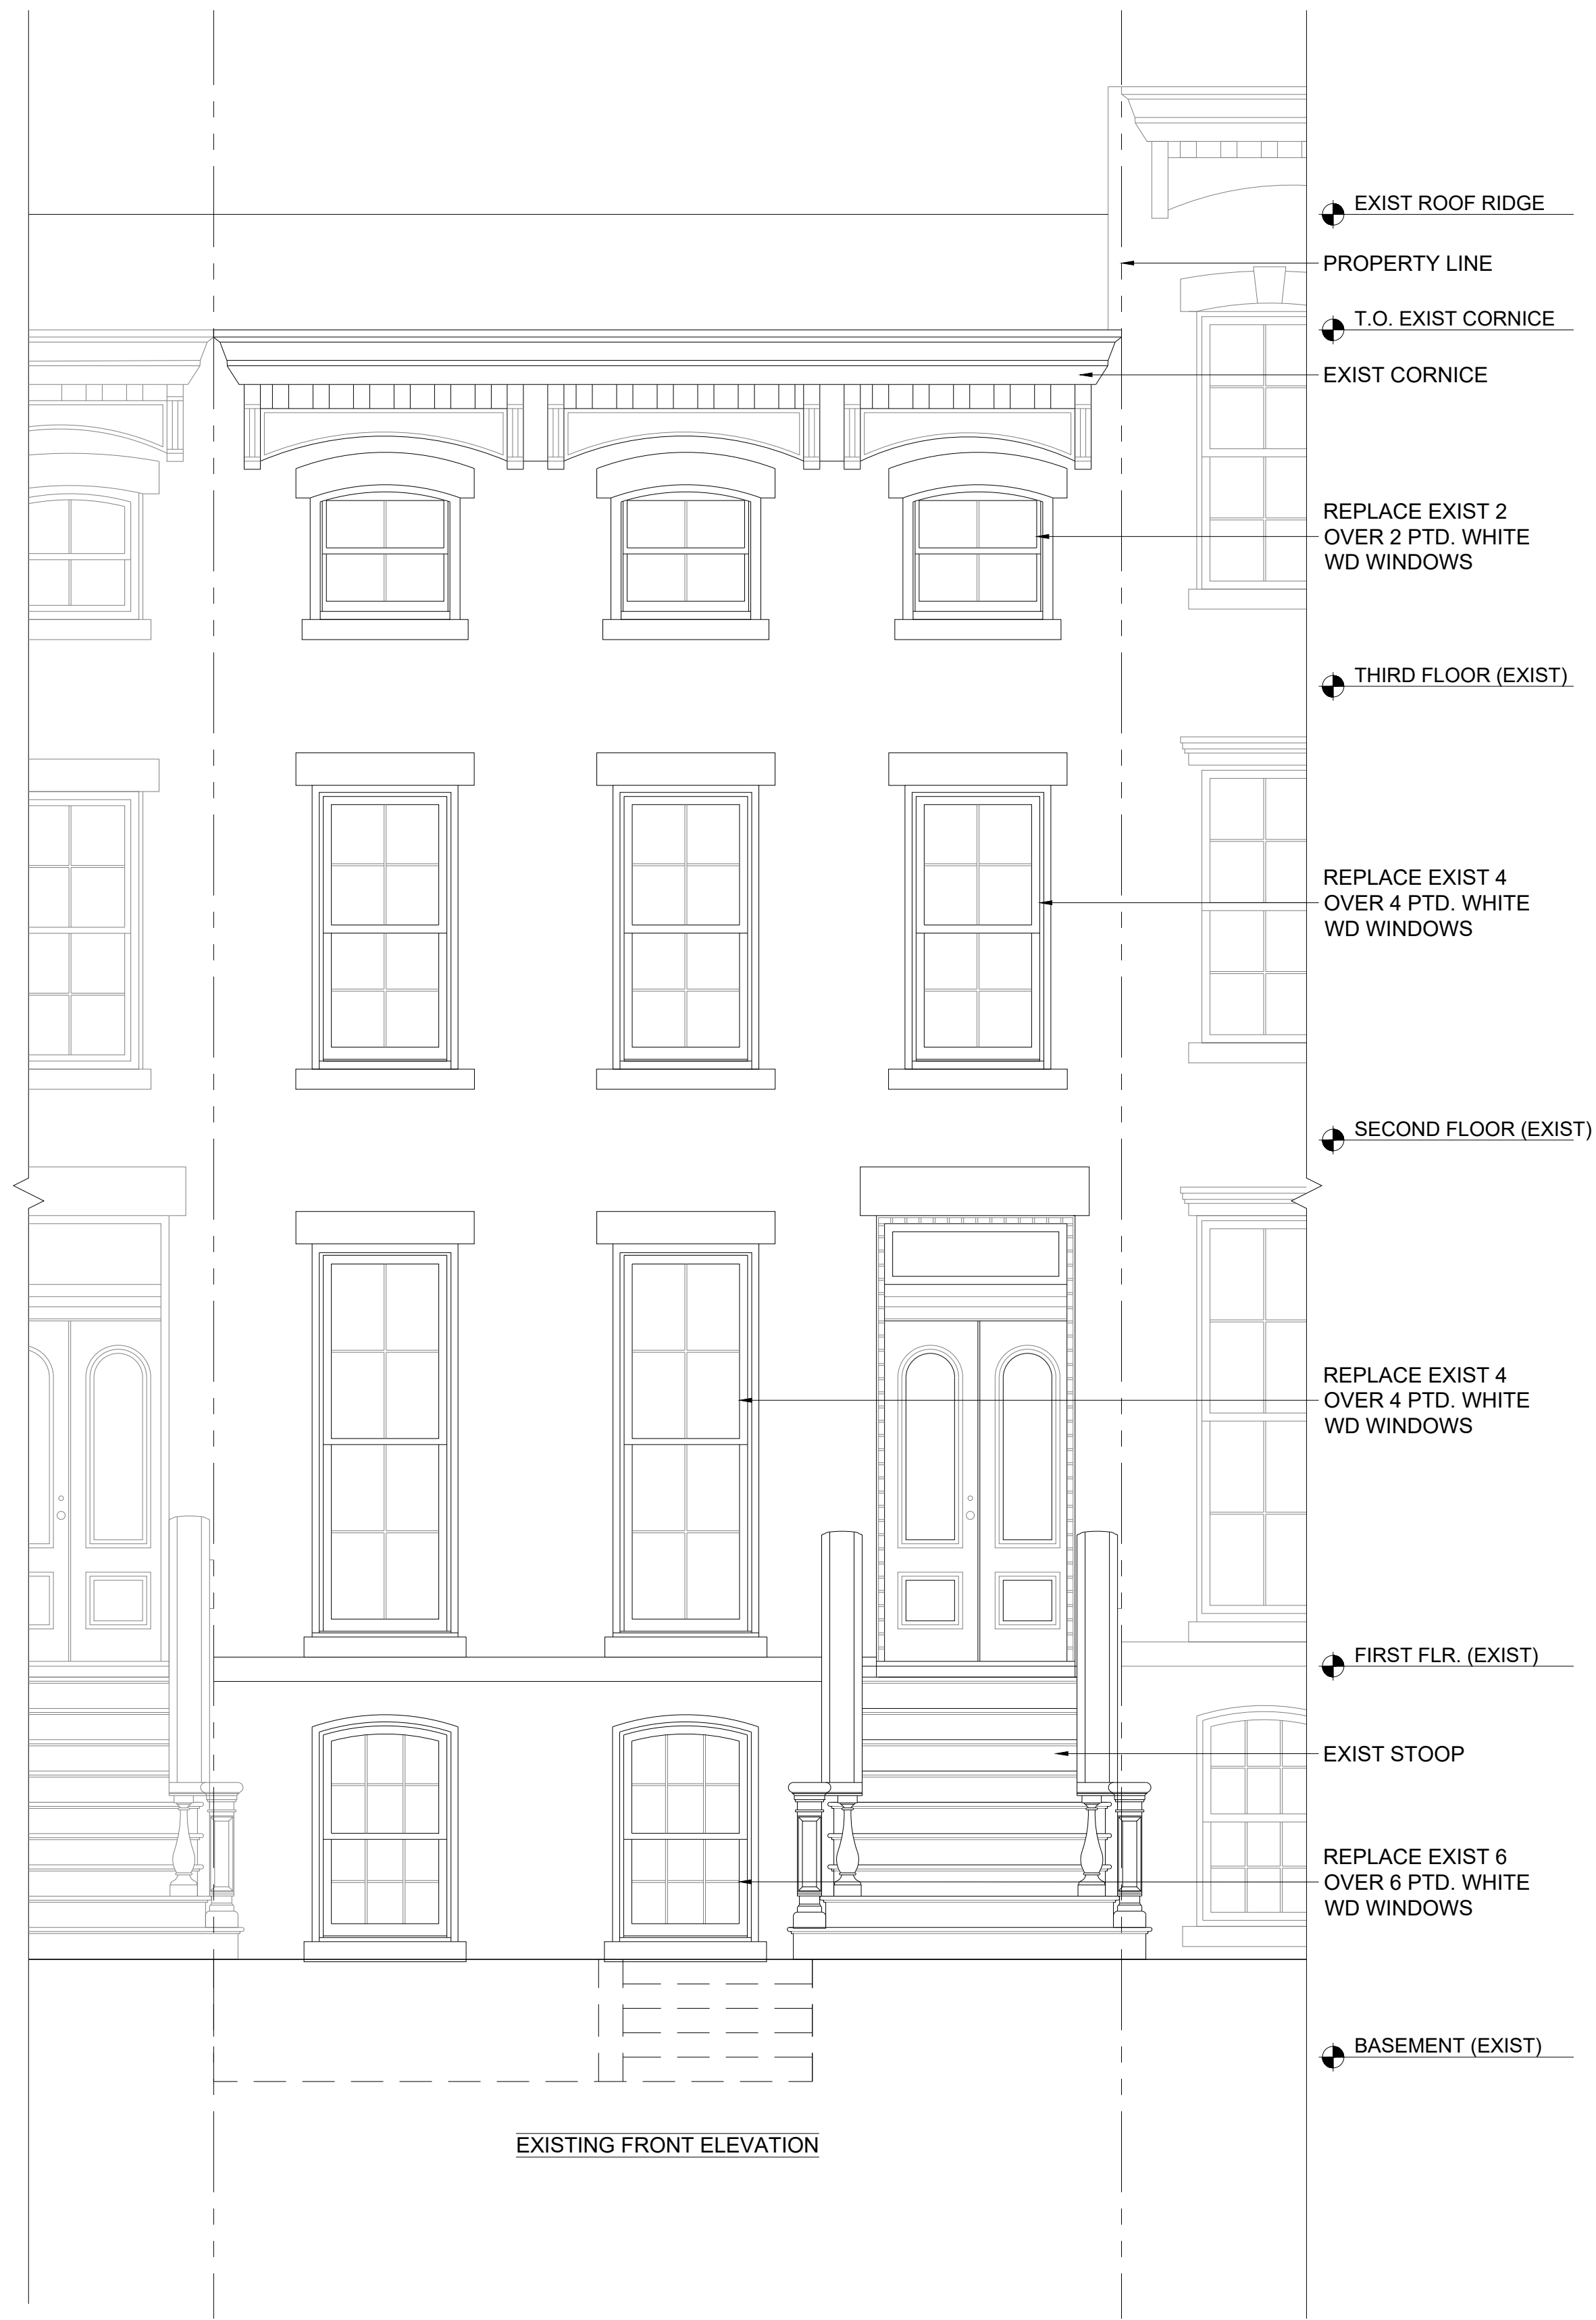 EXIST ROOF RIDGE
PROPERTY LINE
T.O. EXIST CORNICE
EXIST CORNICE
REPLACE EXIST 2
OVER 2 PTD. WHITE
WD WINDOWS
THIRD FLOOR (EXIST)
REPLACE EXIST 4
OVER 4 PTD. WHITE
WD WINDOWS
SECOND FLOOR (EXIST)
REPLACE EXIST 4
OVER 4 PTD. WHITE
WD WINDOWS
FIRST FLR. (EXIST)
EXIST STOOP
REPLACE EXIST 6
OVER 6 PTD. WHITE
WD WINDOWS
BASEMENT (EXIST)
EXISTING FRONT ELEVATION